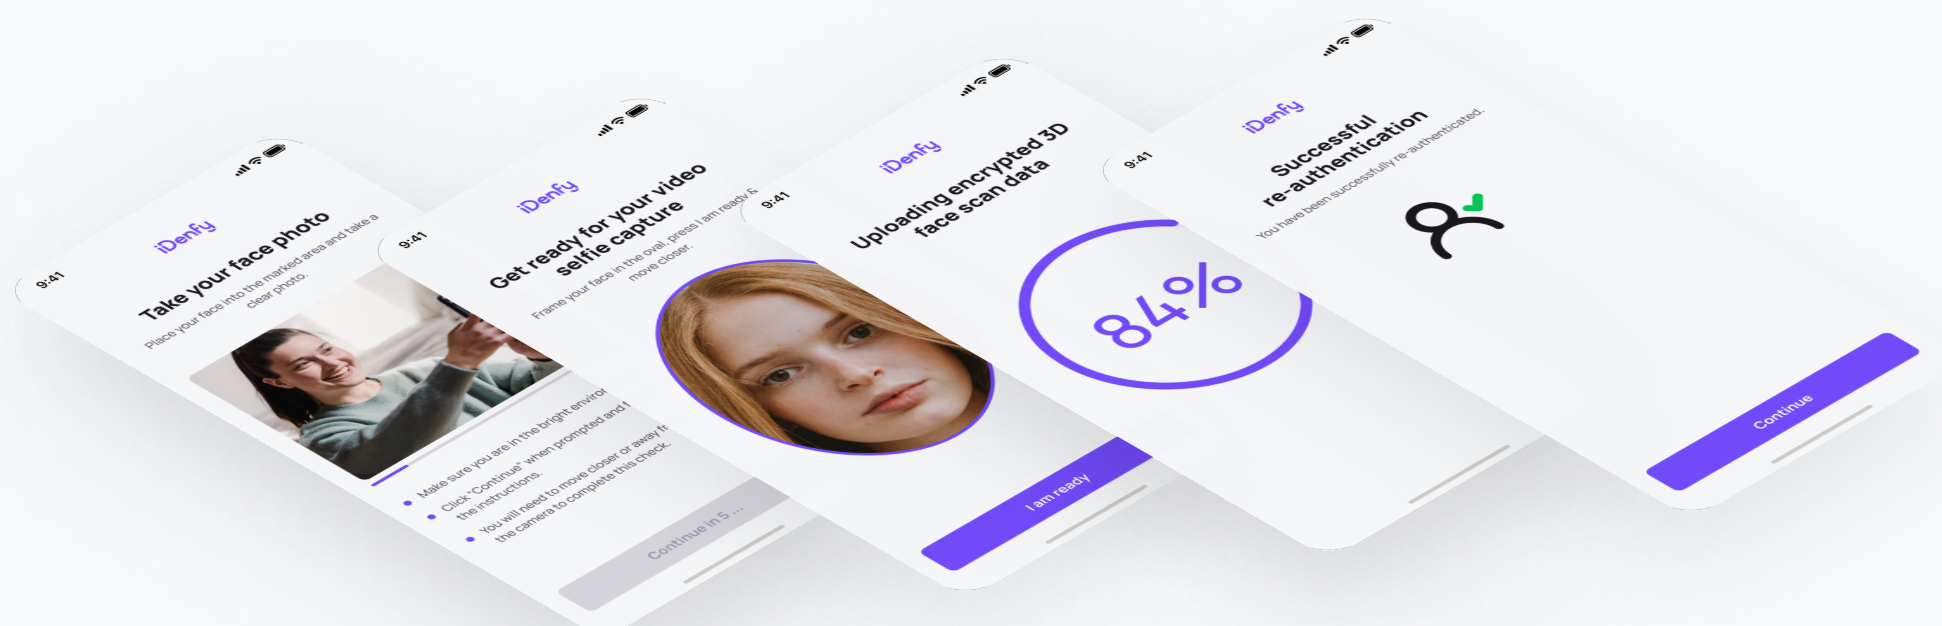 9:41
iDenfy
Take your face photo
Place your face into the marked area and take a
clear photo.
Make sure you are in the bright
Click "Continue" when prompted and
the instructions.
You will need to move closer or away
the camera to complete this check.
Continue in 5 ...
9:41
iDenfy
Get ready for your video
selfie capture
Frame your face in the oval, press I am ready &
move closer.
I am ready
9:41
iDenfy
Uploading encrypted 3D
face scan data
84%
9:41
iDenfy
Successful
re-authentication
You have been successfully re-authenticated.
Continue